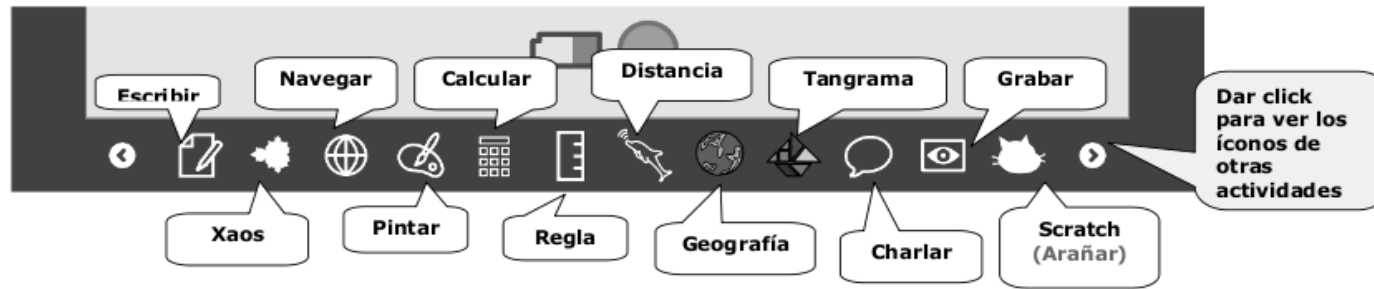 Escribir
Navegar
Calcular
Distancia
Tangrama
Grabar
Dar click
para ver los
íconos de
otras
actividades
Xaos
Pintar
Regla
Geografía
Charlar
Scratch
(Arañar)